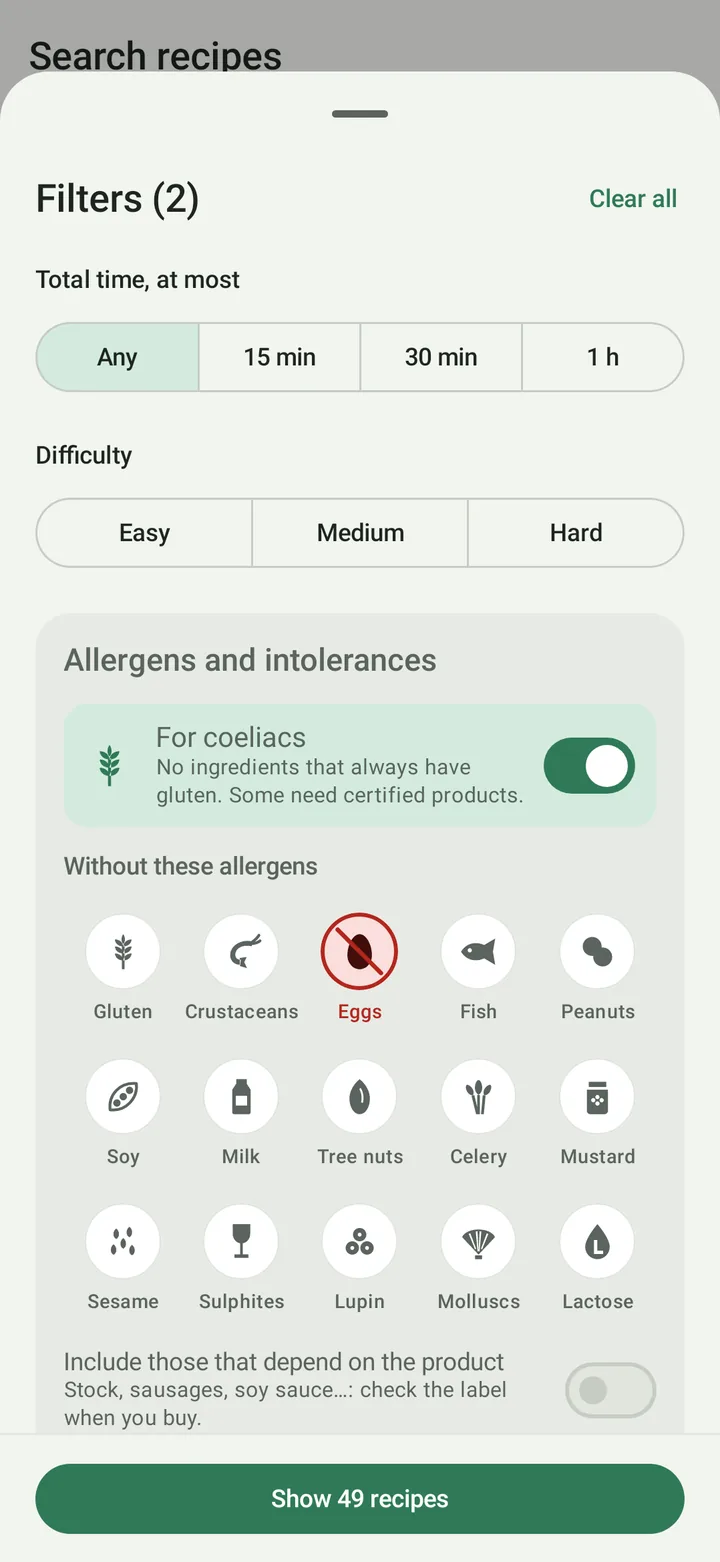 Search recipes
Filters (2)
Clear all
Total time, at most
Any
15 min
30 min
1 h
Difficulty
Easy
Medium
Hard
Allergens and intolerances
For coeliacs
No ingredients that always have
gluten. Some need certified products.
Without these allergens
Gluten
Crustaceans
Eggs
Fish
Peanuts
Soy
Milk
Tree nuts
Celery
Mustard
L
Sesame
Sulphites
Lupin
Molluscs
Lactose
Include those that depend on the product
Stock, sausages, soy sauce…: check the label
when you buy.
Show 49 recipes